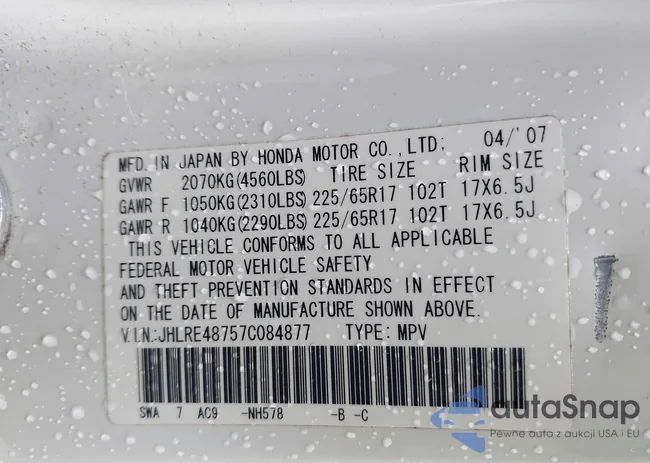 MFD. IN JAPAN BY HONDA MOTOR CO.,LTD: 04/'07
GVWR 2070KG(4560LBS) TIRE SIZE RIM SIZE
GAWR F 1050KG(2310LBS) 225/65R17 102T 17X6.5J
GAWR R 1040KG(2290LBS) 225/65R17 102T 17X6.5J
THIS VEHICLE CONFORMS TO ALL APPLICABLE
FEDERAL MOTOR VEHICLE SAFETY
AND THEFT PREVENTION STANDARDS IN EFFECT
ON THE DATE OF MANUFACTURE SHOWN ABOVE.
V.I.N:JHLRE48757C084877 TYPE: MPV
SWA 7 AC9 -NH578 -B -C
autaSnap
Pewne auta z aukcji USA i EU